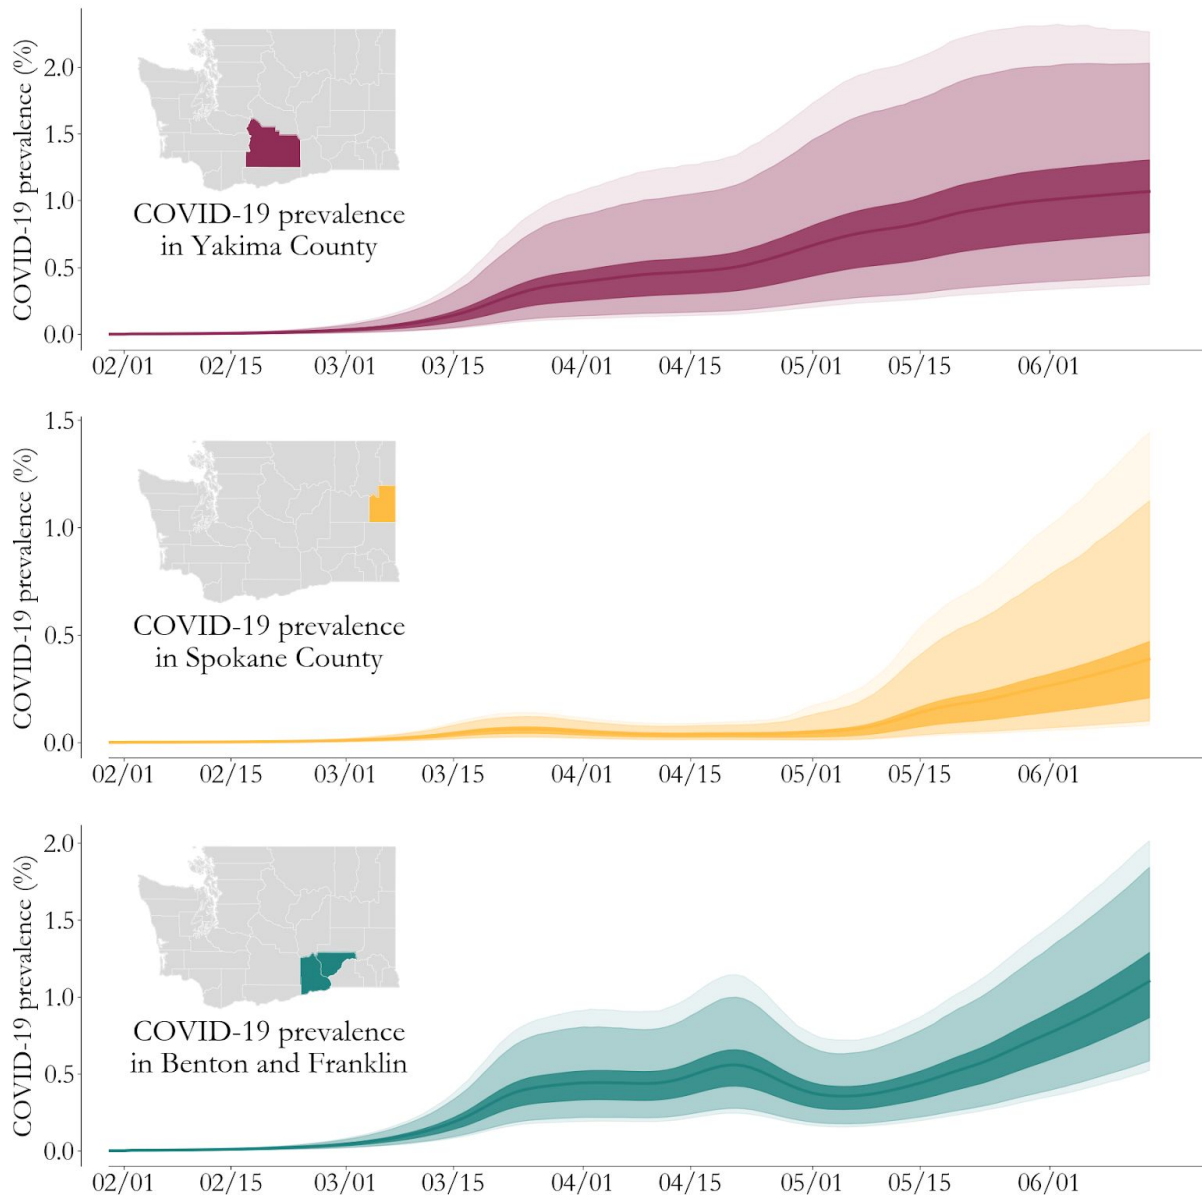 COVID-19 prevalence (%)
2.0
1.5
1.0
0.5
0.0
COVID-19 prevalence
in Yakima County
02/01 02/15 03/01 03/15 04/01 04/15 05/01 05/15 06/01
COVID-19 prevalence (%)
1.5
1.0
0.5
0.0
COVID-19 prevalence
in Spokane County
02/01 02/15 03/01 03/15 04/01 04/15 05/01 05/15 06/01
COVID-19 prevalence (%)
2.0
1.5
1.0
0.5
0.0
COVID-19 prevalence
in Benton and Franklin
02/01 02/15 03/01 03/15 04/01 04/15 05/01 05/15 06/01